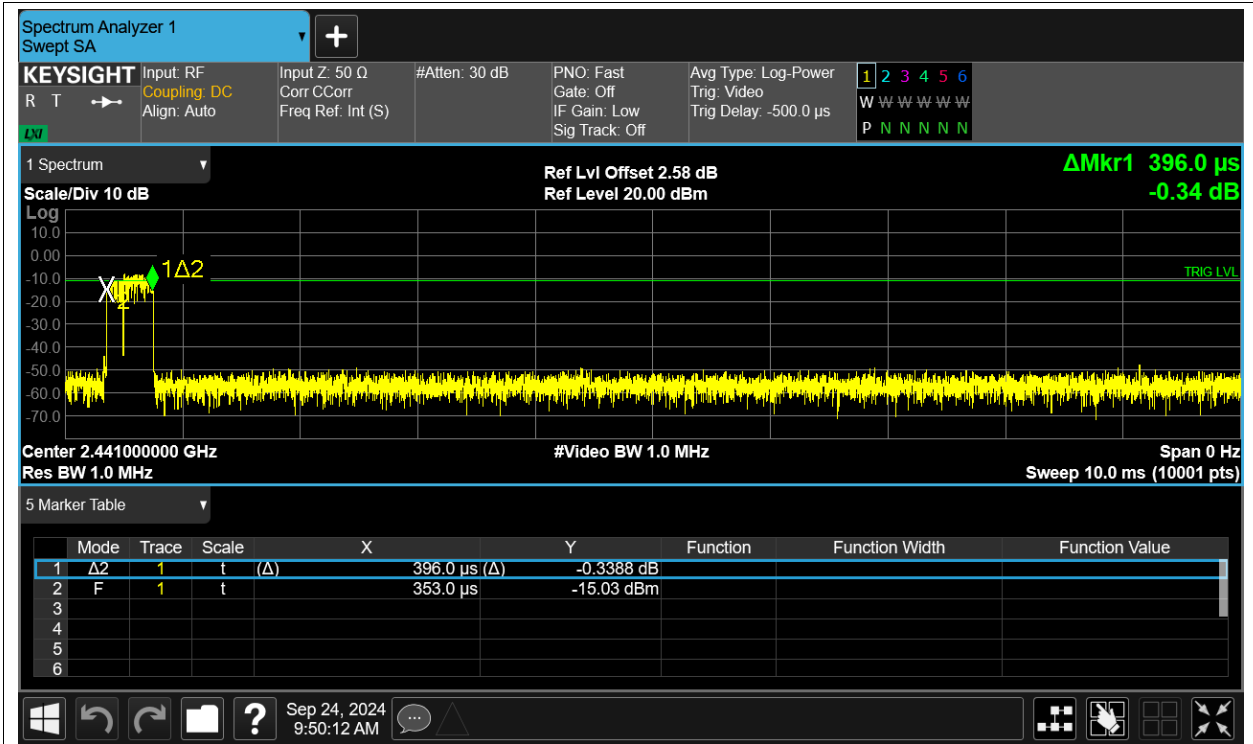 Spectrum Analyzer 1
Swept SA
KEYSIGHT
R T
LXI
Input: RF
Coupling: DC
Align: Auto
Input Z: 50 Ω
Corr CCorr
Freq Ref: Int (S)
#Atten: 30 dB
PNO: Fast
Gate: Off
IF Gain: Low
Sig Track: Off
Avg Type: Log-Power
Trig: Video
Trig Delay: -500.0 µs
1 2 3 4 5 6
W W W W W W
P N N N N N
1 Spectrum
Scale/Div 10 dB
Ref Lvl Offset 2.58 dB
Ref Level 20.00 dBm
ΔMkr1 396.0 µs
-0.34 dB
Log
10.0
0.00
-10.0
-20.0
-30.0
-40.0
-50.0
-60.0
-70.0
1Δ2
X
2
TRIG LVL
Center 2.441000000 GHz
#Video BW 1.0 MHz
Span 0 Hz
Res BW 1.0 MHz
Sweep 10.0 ms (10001 pts)
5 Marker Table
Mode Trace Scale X Y Function Function Width Function Value
1 Δ2 1 t (Δ) 396.0 µs (Δ) -0.3388 dB
2 F 1 t 353.0 µs -15.03 dBm
3
4
5
6
?
Sep 24, 2024
9:50:12 AM